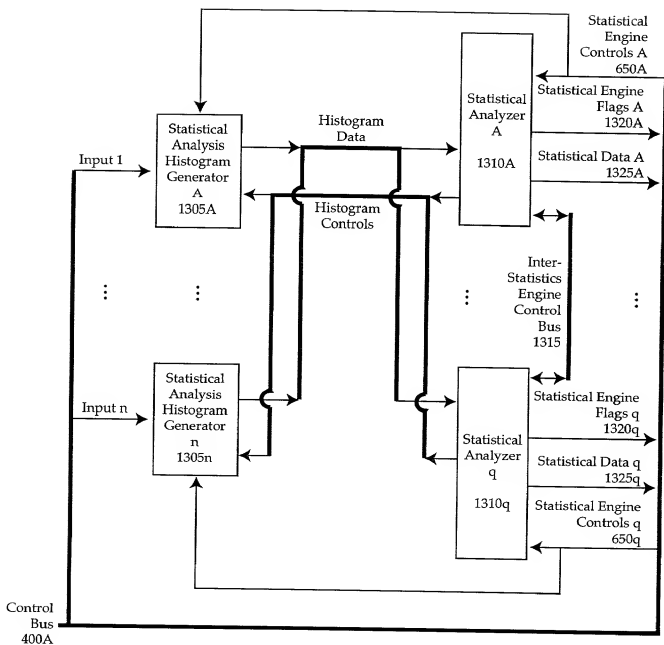 Statistical
Engine
Controls A
650A
Statistical
Analysis
Histogram
Generator
A
1305A
Input 1
Histogram
Data
Statistical
Analyzer
A
1310A
Statistical Engine
Flags A
1320A
Statistical Data A
1325A
Histogram
Controls
Inter-
Statistics
Engine
Control
Bus
1315
Statistical
Analysis
Histogram
Generator
n
1305n
Input n
Statistical
Analyzer
q
1310q
Statistical Engine
Flags q
1320q
Statistical Data q
1325q
Statistical Engine
Controls q
650q
Control
Bus
400A